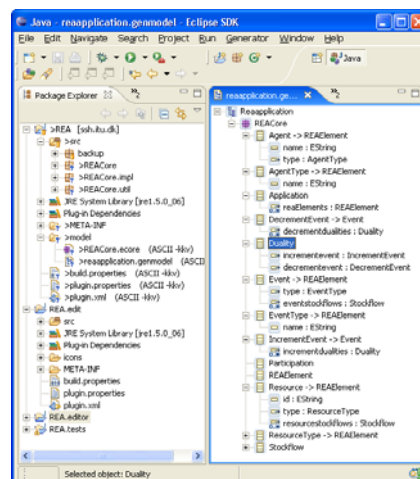 Java - reaapplication.genmodel - Eclipse SDK
File Edit Navigate Search Project Run Generator Window Help
Java
Package Explorer
>REA [ssh.itu.dk]
>src
backup
>REACore
>REACore.impl
>REACore.util
JRE System Library [jre1.5.0_06]
Plug-in Dependencies
>META-INF
>model
>REACore.ecore (ASCII -kkv)
>reaapplication.genmodel (ASCII
>build.properties (ASCII -kkv)
>plugin.properties (ASCII -kkv)
>plugin.xml (ASCII -kkv)
REA.edit
src
JRE System Library [jre1.5.0_06]
Plug-in Dependencies
icons
META-INF
build.properties
plugin.properties
plugin.xml
REA.editor
REA.tests
reaapplication.ge...
Reaapplication
REACore
Agent -> REAElement
name : EString
type : AgentType
AgentType -> REAElement
name : EString
Application
reaElements : REAElement
DecrementEvent -> Event
decrementdualities : Duality
Duality
incrementevent : IncrementEvent
decrementevent : DecrementEvent
Event -> REAElement
type : EventType
eventstockflows : Stockflow
EventType -> REAElement
name : EString
IncrementEvent -> Event
incrementdualities : Duality
Participation
REAElement
Resource -> REAElement
id : EString
type : ResourceType
resourcestockflows : Stockflow
ResourceType -> REAElement
Stockflow
Selected object: Duality